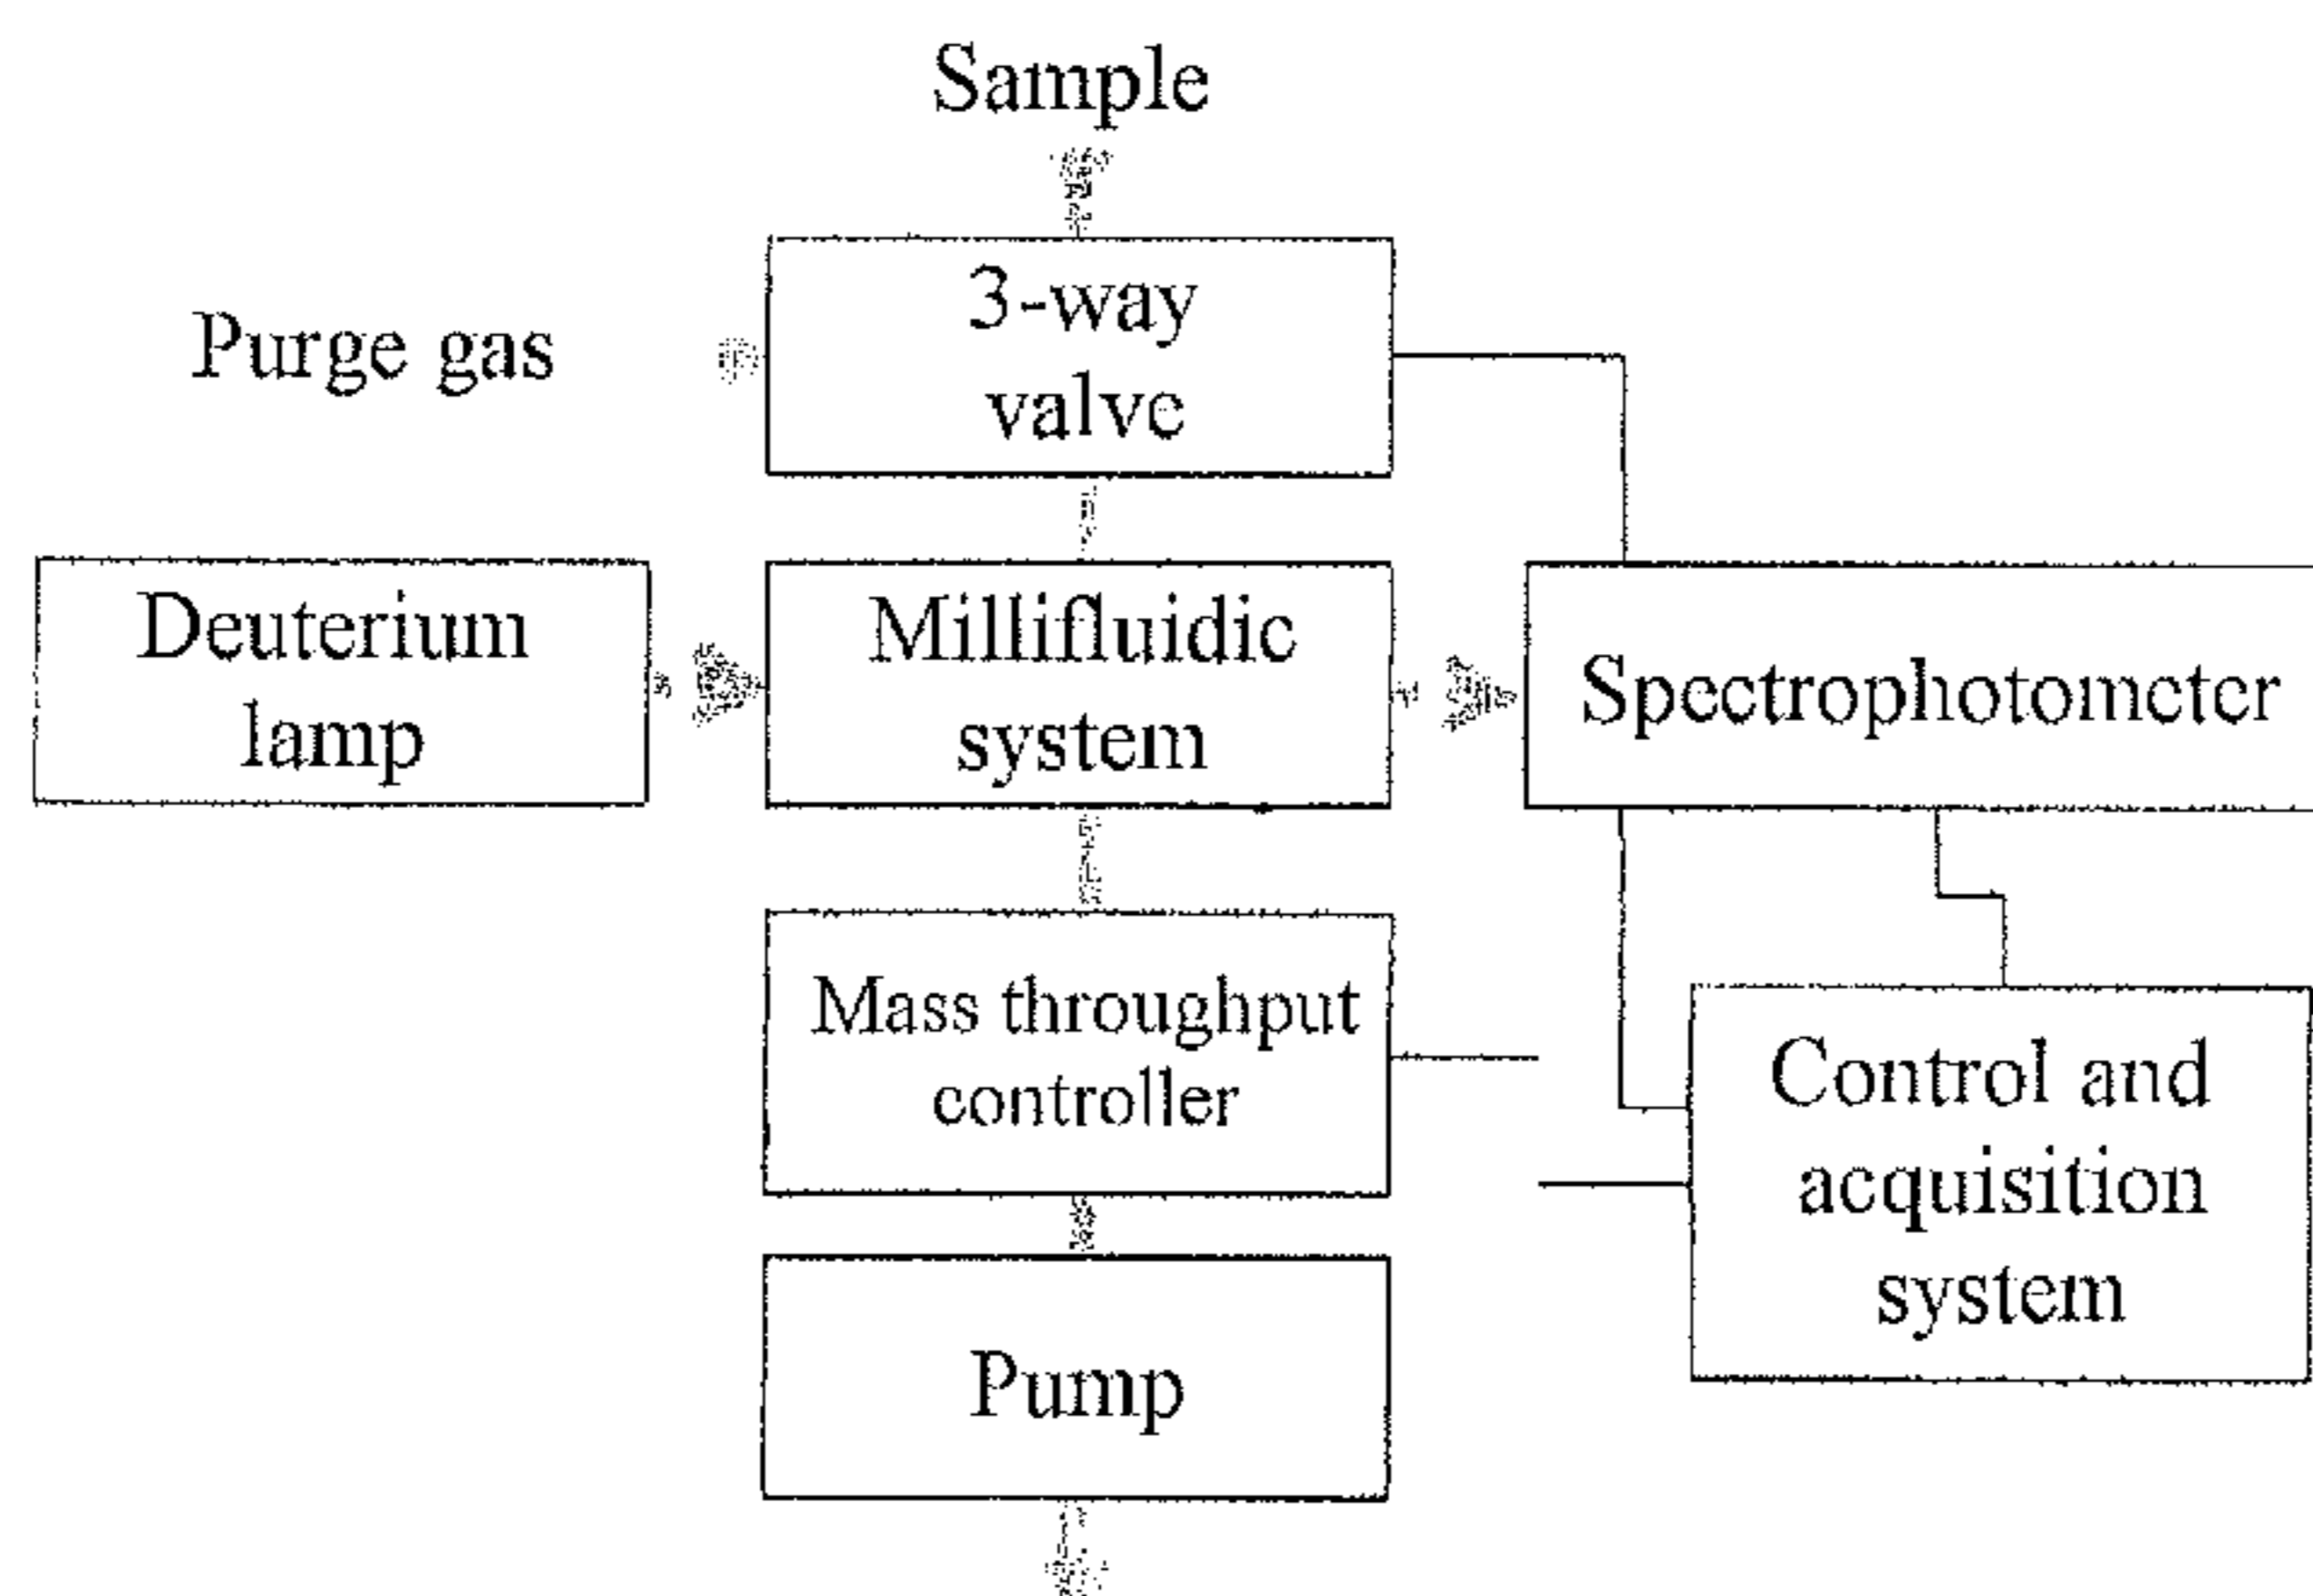 Sample
3-way
valve
Purge gas
Deuterium
lamp
Millifluidic
system
Spectrophotometer
Mass throughput
controller
Control and
acquisition
system
Pump